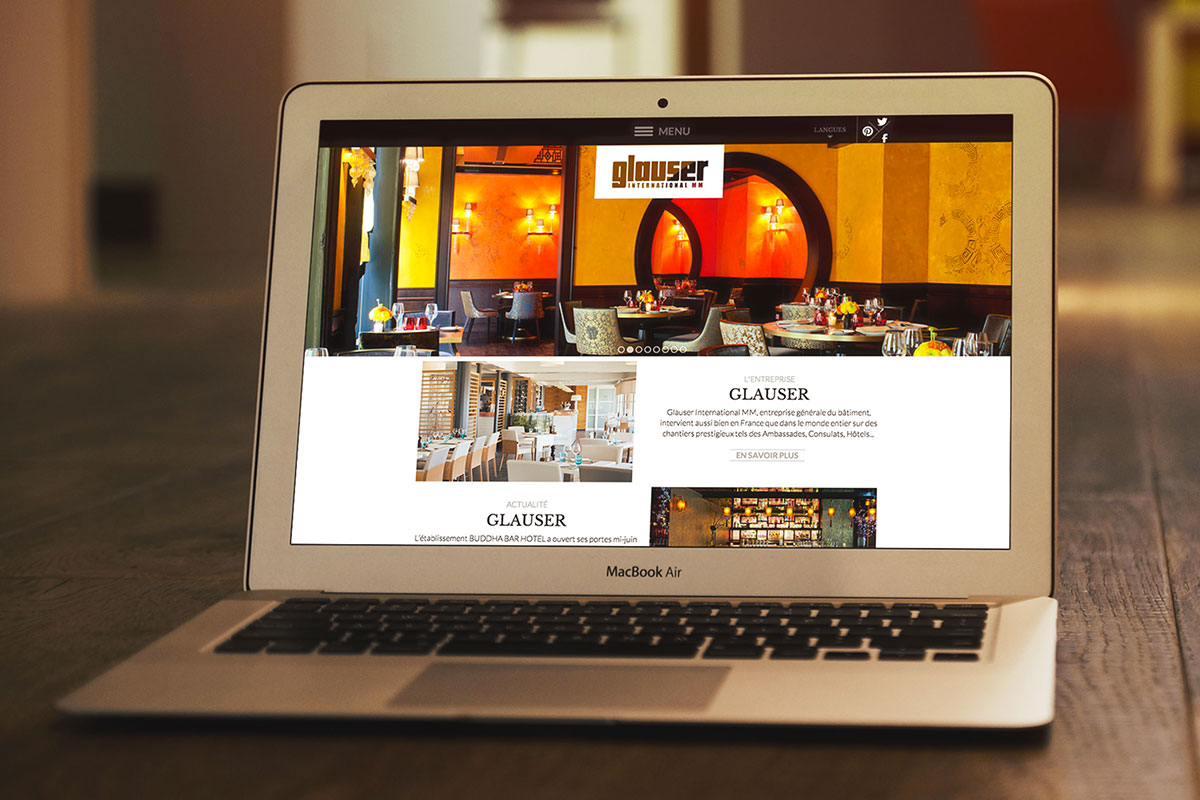 MENU
LANGUES
glauser
INTERNATIONAL MM
L'ENTREPRISE
GLAUSER
Glauser International MM, entreprise générale du bâtiment,
intervient aussi bien en France que dans le monde entier sur des
chantiers prestigieux tels des Ambassades, Consulats, Hôtels...
EN SAVOIR PLUS
ACTUALITÉ
GLAUSER
L'établissement BUDDHA BAR HOTEL a ouvert ses portes mi-juin
MacBook Air